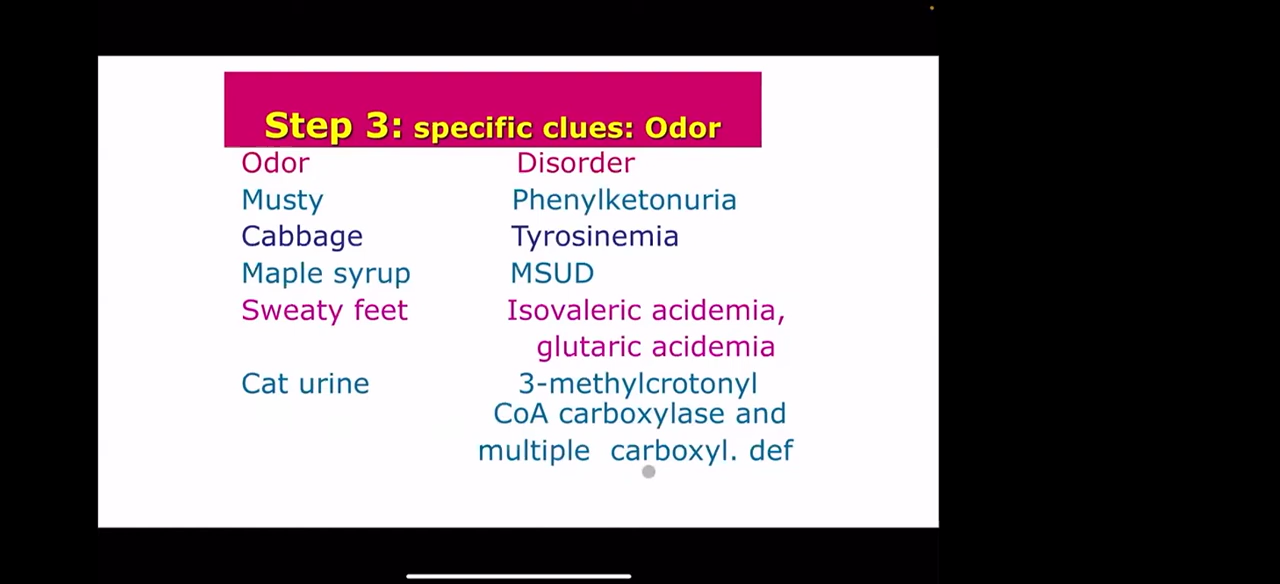 Step 3: specific clues: Odor
Odor Disorder
Musty Phenylketonuria
Cabbage Tyrosinemia
Maple syrup MSUD
Sweaty feet Isovaleric acidemia,
glutaric acidemia
Cat urine 3-methylcrotonyl
CoA carboxylase and
multiple carboxyl. def